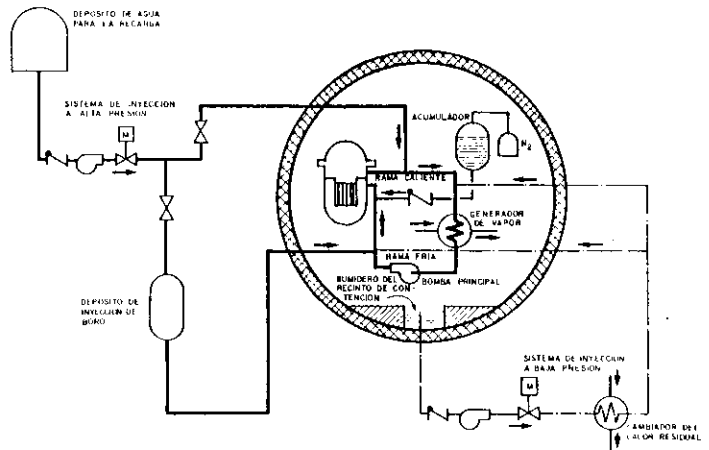 DEPOSITO DE AGUA
PARA LA RECARGA
SISTEMA DE INYECCION
A ALTA PRESION
M
ACUMULADOR
N2
RAMA CALIENTE
GENERADOR
DE VAPOR
RAMA FRIA
BOMBA PRINCIPAL
SUMIDERO DEL
RECINTO DE CON-
TENCION
DEPOSITO DE
INYECCION DE
BORO
SISTEMA DE INYECCION
A BAJA PRESION
M
CAMBIADOR DEL
CALOR RESIDUAL